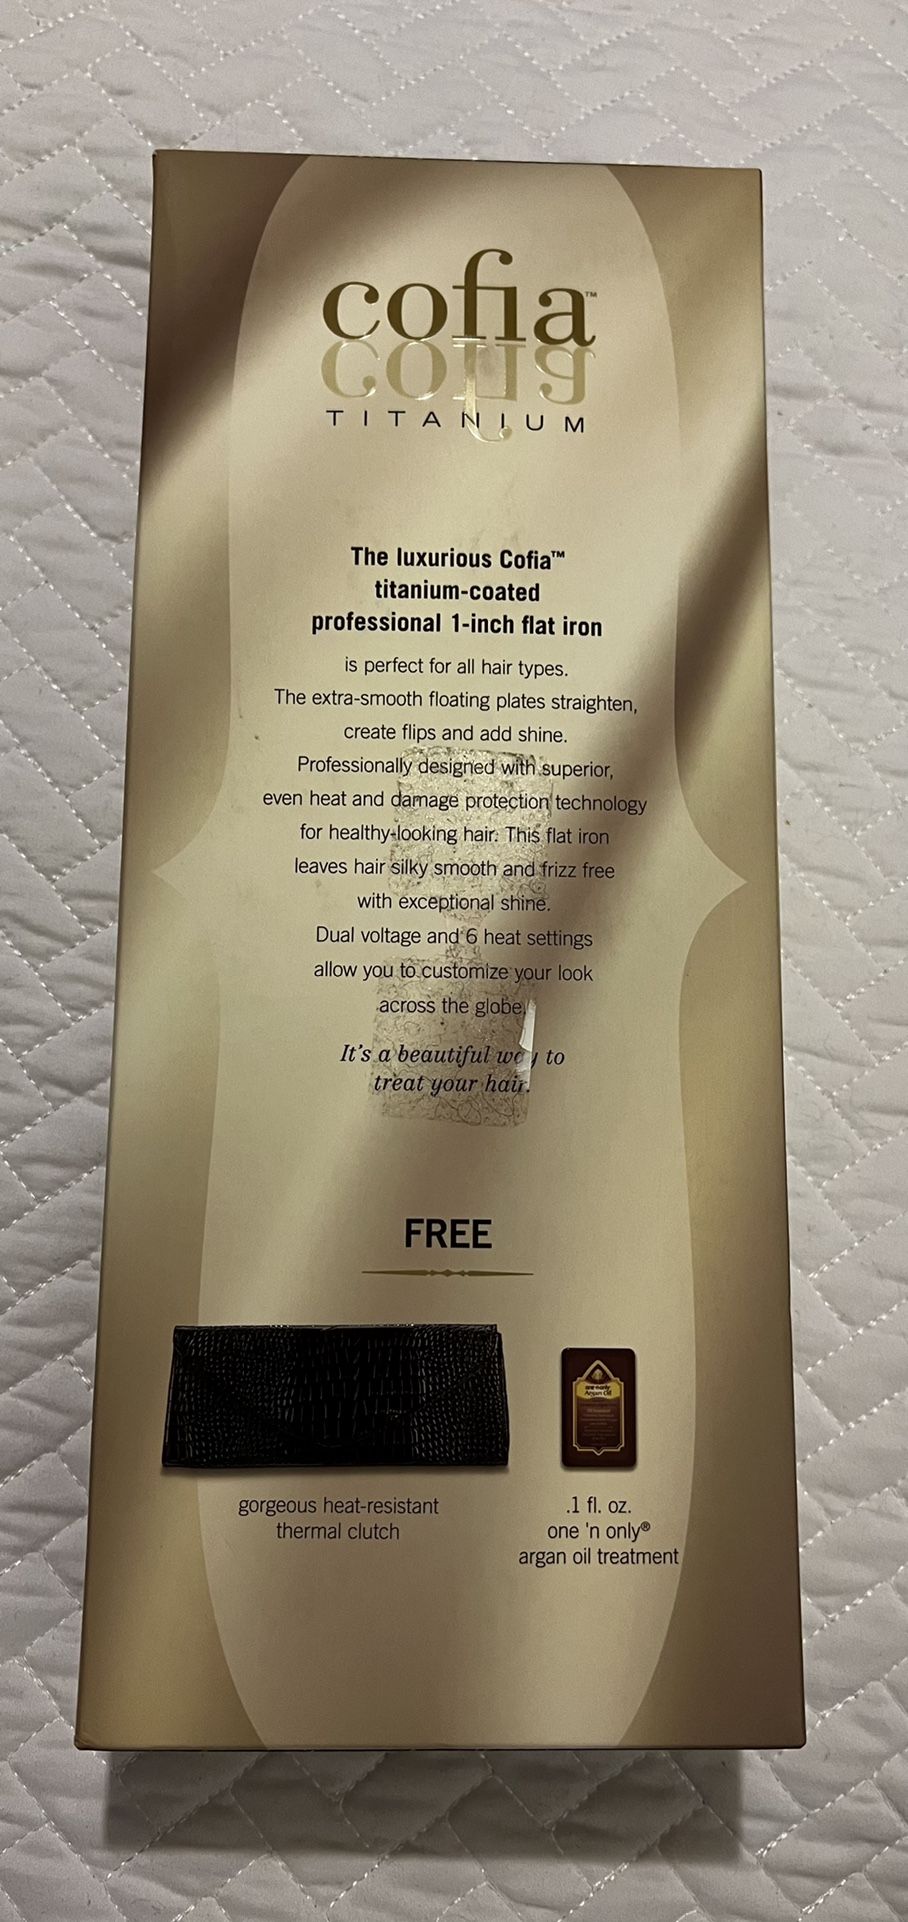 cofia™
TITANIUM
The luxurious Cofia™
titanium-coated
professional 1-inch flat iron
is perfect for all hair types.
The extra-smooth floating plates straighten,
create flips and add shine.
Professionally designed with superior,
even heat and damage protection technology
for healthy-looking hair. This flat iron
leaves hair silky smooth and frizz free
with exceptional shine.
Dual voltage and 6 heat settings
allow you to customize your look
across the globe.
It's a beautiful way to
treat your hair.
FREE
one n only
Argan Oil
gorgeous heat-resistant
thermal clutch
.1 fl. oz.
one 'n only®
argan oil treatment